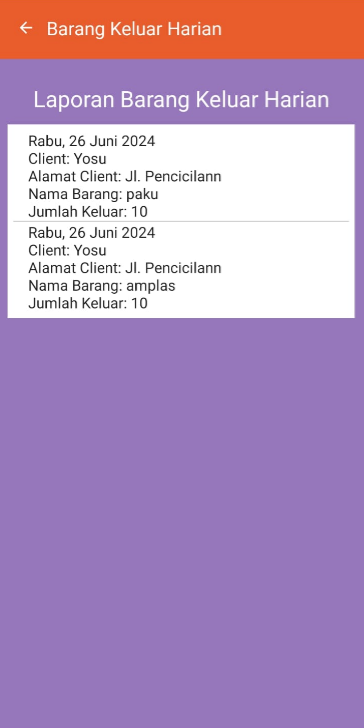 Barang Keluar Harian
Laporan Barang Keluar Harian
Rabu, 26 Juni 2024
Client: Yosu
Alamat Client: Jl. Pencicilann
Nama Barang: paku
Jumlah Keluar: 10
Rabu, 26 Juni 2024
Client: Yosu
Alamat Client: Jl. Pencicilann
Nama Barang: amplas
Jumlah Keluar: 10